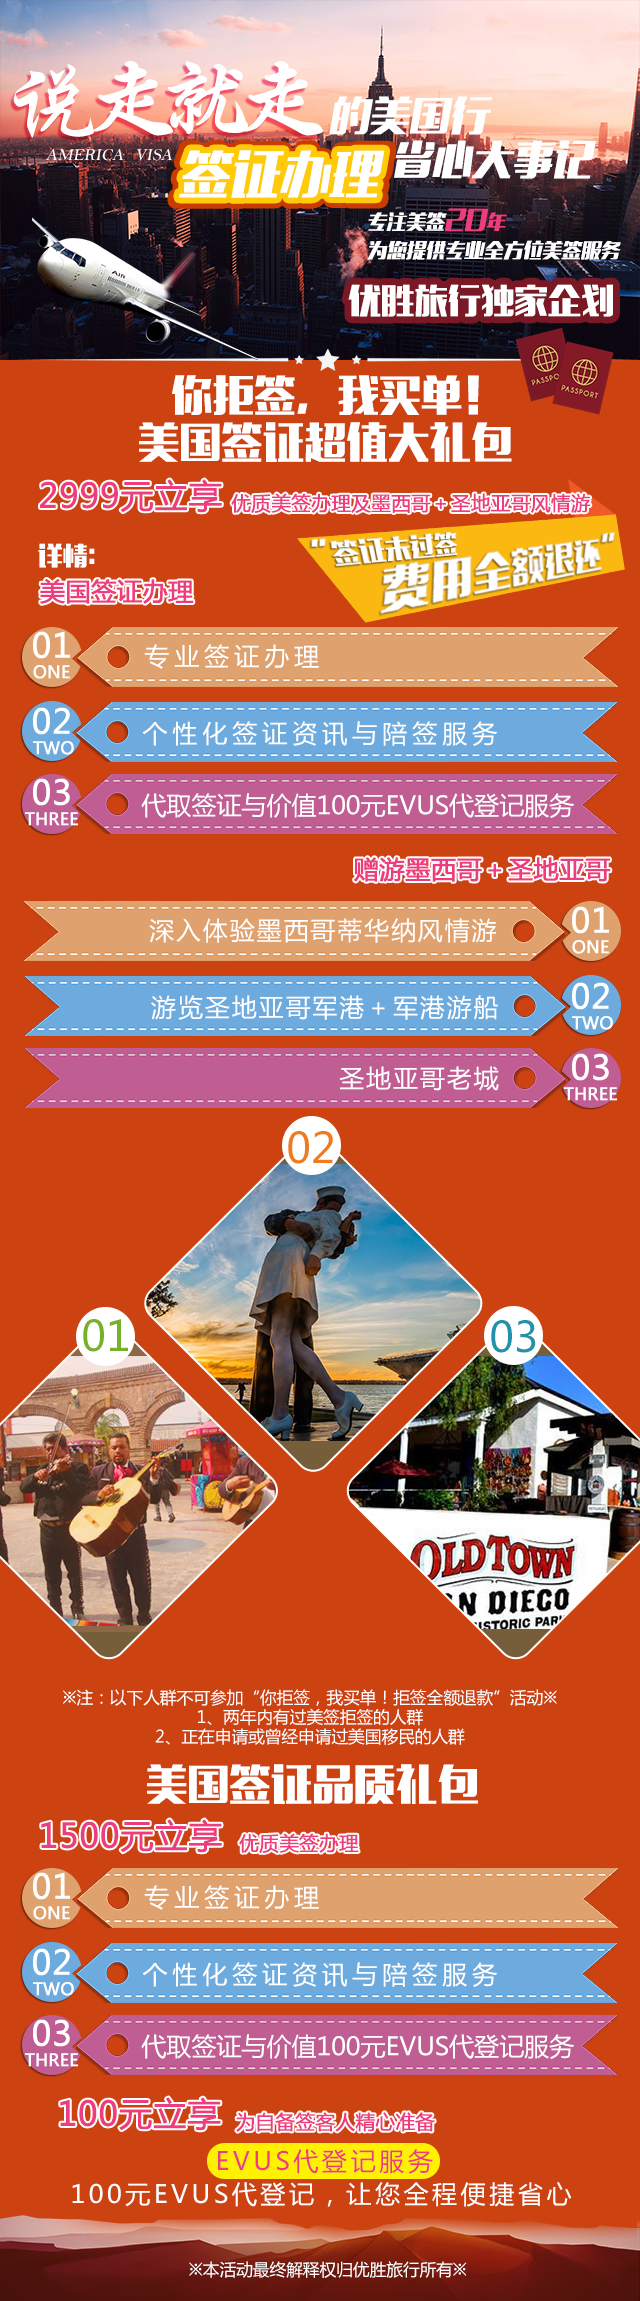 说走就走的美国行
AMERICA VISA
签证办理省心大事记
专注美签20年
为您提供专业全方位美签服务
优胜旅行独家企划
PASSPORT
PASSPORT
你拒签，我买单！
美国签证超值大礼包
2999元立享 优质美签办理及墨西哥+圣地亚哥风情游
详情:
“签证未过签
费用全额退还”
美国签证办理
01
ONE
专业签证办理
02
TWO
个性化签证资讯与陪签服务
03
THREE
代取签证与价值100元EVUS代登记服务
赠游墨西哥+圣地亚哥
深入体验墨西哥蒂华纳风情游
01
ONE
游览圣地亚哥军港+军港游船
02
TWO
圣地亚哥老城
03
THREE
02
01
03
OLD TOWN
AN DIEGO
ISTORIC PAR
※注：以下人群不可参加“你拒签，我买单！拒签全额退款”活动※
1、两年内有过美签拒签的人群
2、正在申请或曾经申请过美国移民的人群
美国签证品质礼包
1500元立享 优质美签办理
01
ONE
专业签证办理
02
TWO
个性化签证资讯与陪签服务
03
THREE
代取签证与价值100元EVUS代登记服务
100元立享 为自备签客人精心准备
EVUS代登记服务
100元EVUS代登记，让您全程便捷省心
※本活动最终解释权归优胜旅行所有※